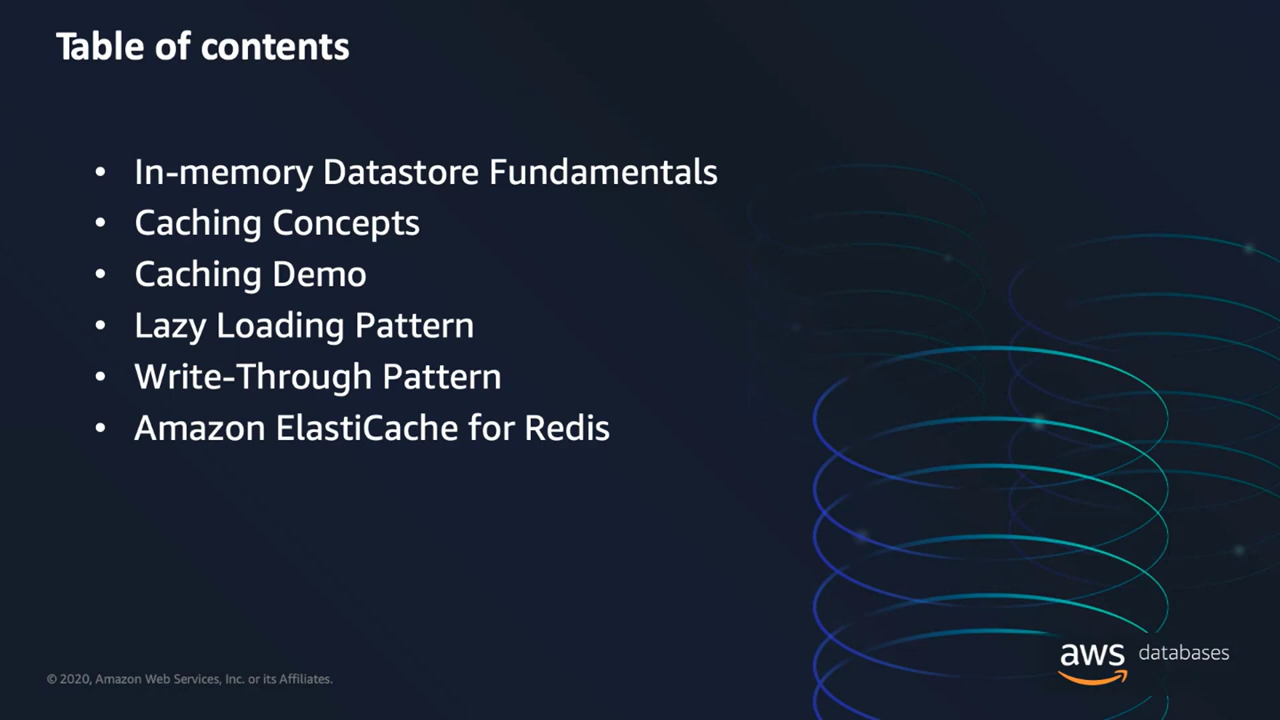 Table of contents
• In-memory Datastore Fundamentals
• Caching Concepts
• Caching Demo
• Lazy Loading Pattern
• Write-Through Pattern
• Amazon ElastiCache for Redis
aws databases
© 2020, Amazon Web Services, Inc. or its Affiliates.